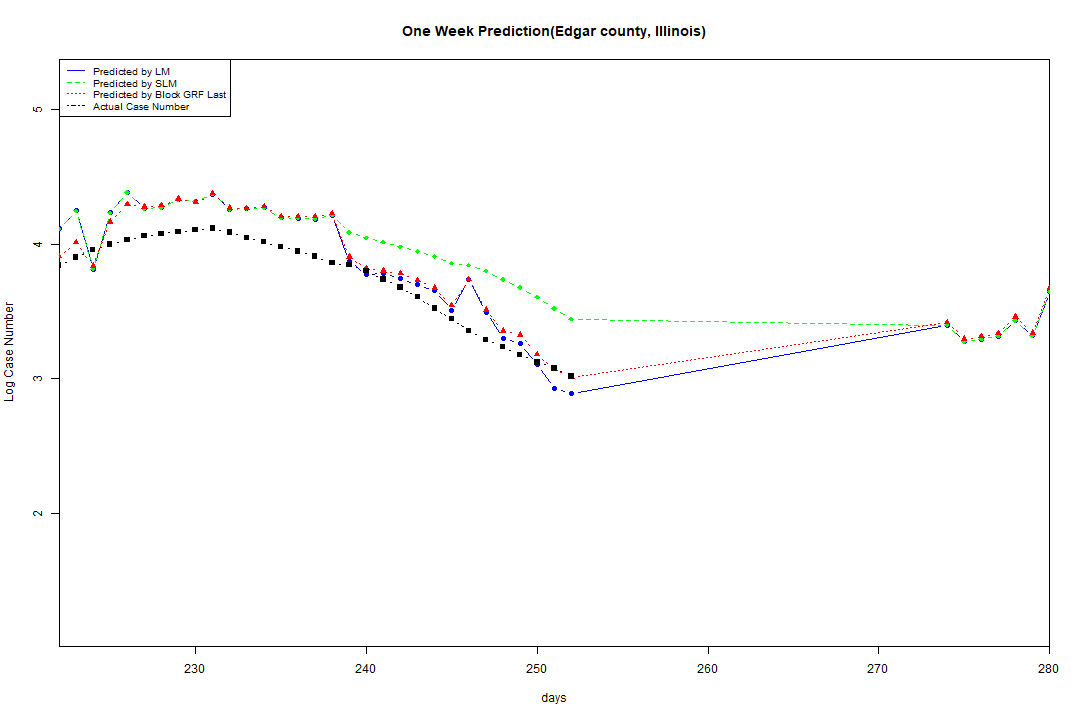 One Week Prediction(Edgar county, Illinois)
Predicted by LM
Predicted by SLM
Predicted by Block GRF Last
Actual Case Number
5
4
3
2
Log Case Number
230 240 250 260 270 280
days